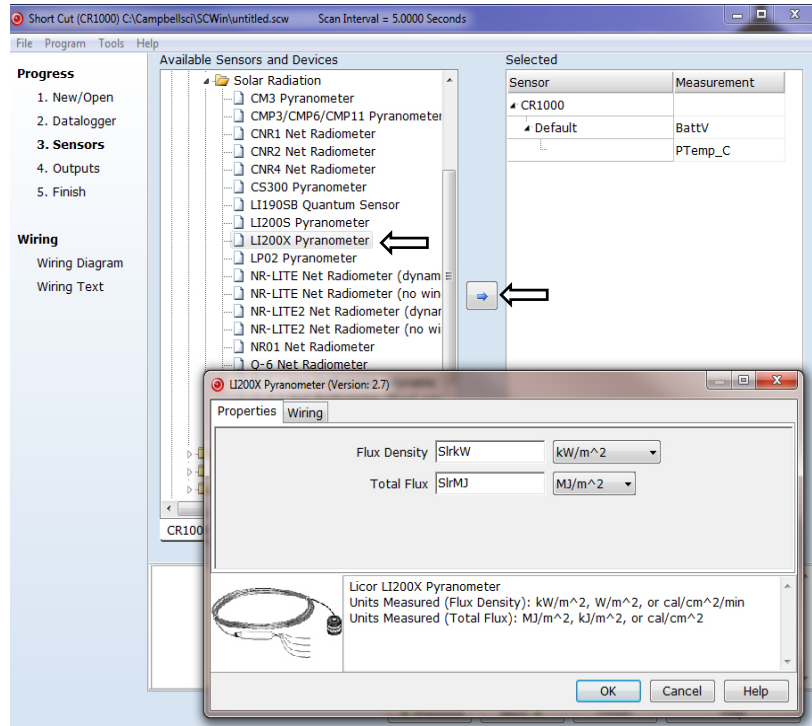 Short Cut (CR1000) C:\Campbellsci\SCWin\untitled.scw Scan Interval = 5.0000 Seconds
File Program Tools Help
Progress
1. New/Open
2. Datalogger
3. Sensors
4. Outputs
5. Finish
Wiring
Wiring Diagram
Wiring Text
Available Sensors and Devices
Solar Radiation
CM3 Pyranometer
CMP3/CMP6/CMP11 Pyranometer
CNR1 Net Radiometer
CNR2 Net Radiometer
CNR4 Net Radiometer
CS300 Pyranometer
LI190SB Quantum Sensor
LI200S Pyranometer
LI200X Pyranometer
LP02 Pyranometer
NR-LITE Net Radiometer (dynam
NR-LITE Net Radiometer (no win
NR-LITE2 Net Radiometer (dynar
NR-LITE2 Net Radiometer (no wi
NR01 Net Radiometer
Q-6 Net Radiometer
CR100
Selected
Sensor Measurement
CR1000
Default BattV
PTemp_C
LI200X Pyranometer (Version: 2.7)
Properties Wiring
Flux Density SlrkW kW/m^2
Total Flux SlrMJ MJ/m^2
Licor LI200X Pyranometer
Units Measured (Flux Density): kW/m^2, W/m^2, or cal/cm^2/min
Units Measured (Total Flux): MJ/m^2, kJ/m^2, or cal/cm^2
OK Cancel Help